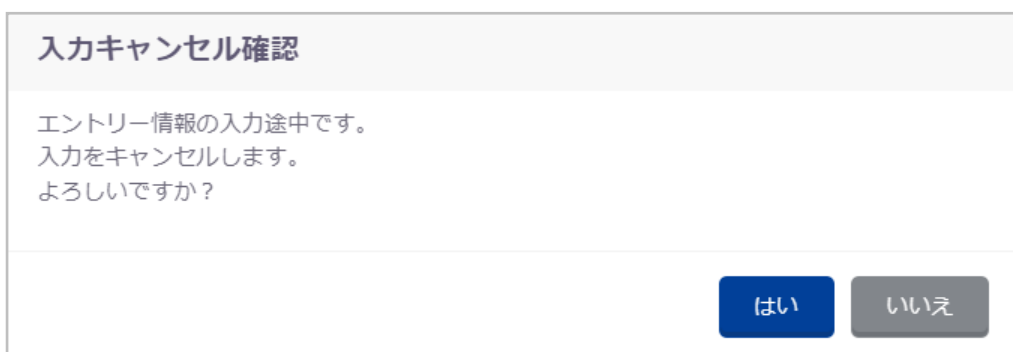 入力キャンセル確認
エントリー情報の入力途中です。
入力をキャンセルします。
よろしいですか？
はい
いいえ